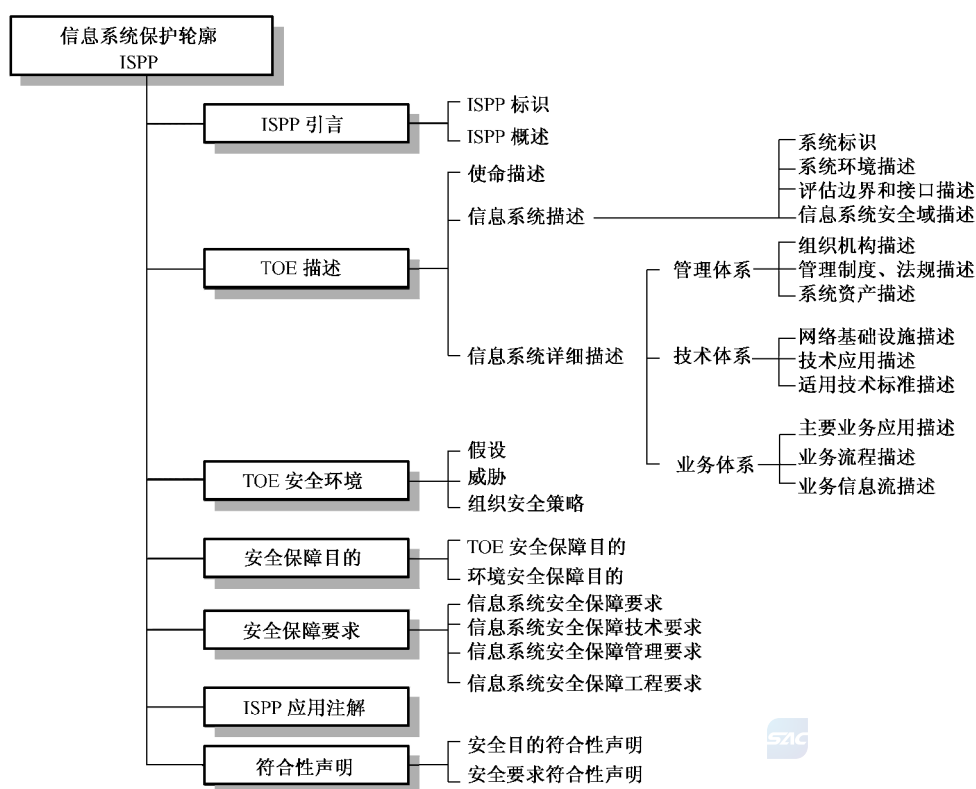 信息系统保护轮廓
ISPP
ISPP 引言
ISPP 标识
ISPP 概述
TOE 描述
使命描述
信息系统描述
系统标识
系统环境描述
评估边界和接口描述
信息系统安全域描述
信息系统详细描述
管理体系
组织机构描述
管理制度、法规描述
系统资产描述
技术体系
网络基础设施描述
技术应用描述
适用技术标准描述
业务体系
主要业务应用描述
业务流程描述
业务信息流描述
TOE 安全环境
假设
威胁
组织安全策略
安全保障目的
TOE 安全保障目的
环境安全保障目的
安全保障要求
信息系统安全保障要求
信息系统安全保障技术要求
信息系统安全保障管理要求
信息系统安全保障工程要求
ISPP 应用注解
符合性声明
安全目的符合性声明
安全要求符合性声明
SAC